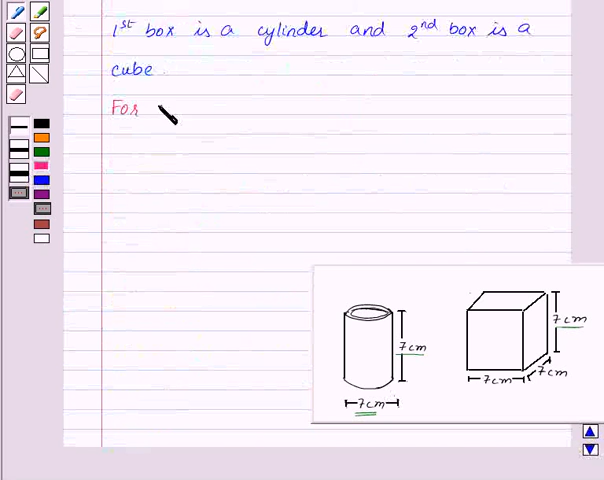 1st box is a cylinder and 2nd box is a
cube.
For
7cm
7cm
7cm
7cm
7cm